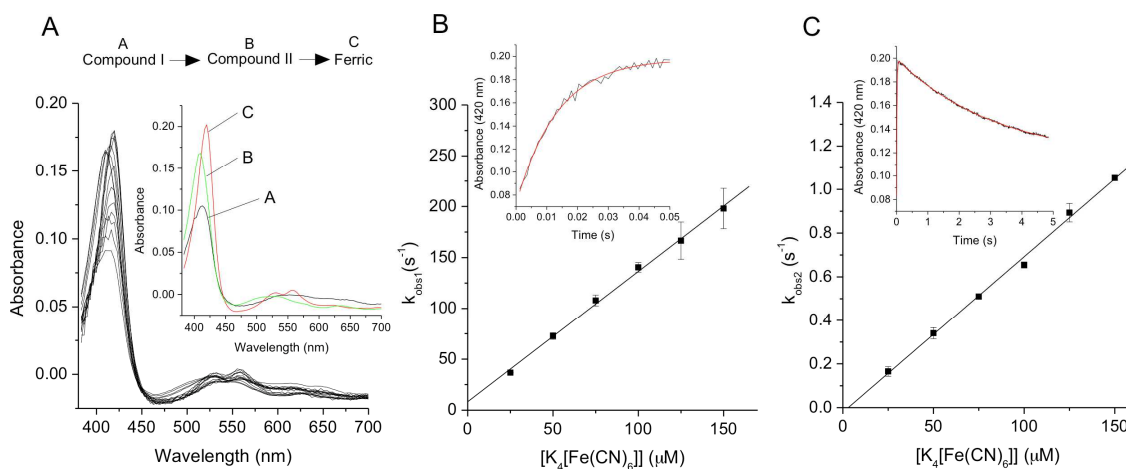 A
A B C
Compound I Compound II Ferric
0.20
0.15
0.10
0.05
0.00
Absorbance
400 450 500 550 600 650 700
Wavelength (nm)
0.20
0.15
0.10
0.05
0.00
Absorbance
C
B
A
400 450 500 550 600 650 700
Wavelength (nm)
B
300
250
200
150
100
50
0
k_obs1 (s⁻¹)
0 50 100 150
[K₄[Fe(CN)₆]] (μM)
0.20
0.18
0.16
0.14
0.12
0.10
0.08
Absorbance (420 nm)
0.00 0.01 0.02 0.03 0.04 0.05
Time (s)
C
1.4
1.2
1.0
0.8
0.6
0.4
0.2
0.0
k_obs2 (s⁻¹)
0 50 100 150
[K₄[Fe(CN)₆]] (μM)
0.20
0.18
0.16
0.14
0.12
0.10
0.08
Absorbance (420 nm)
0 1 2 3 4 5
Time (s)